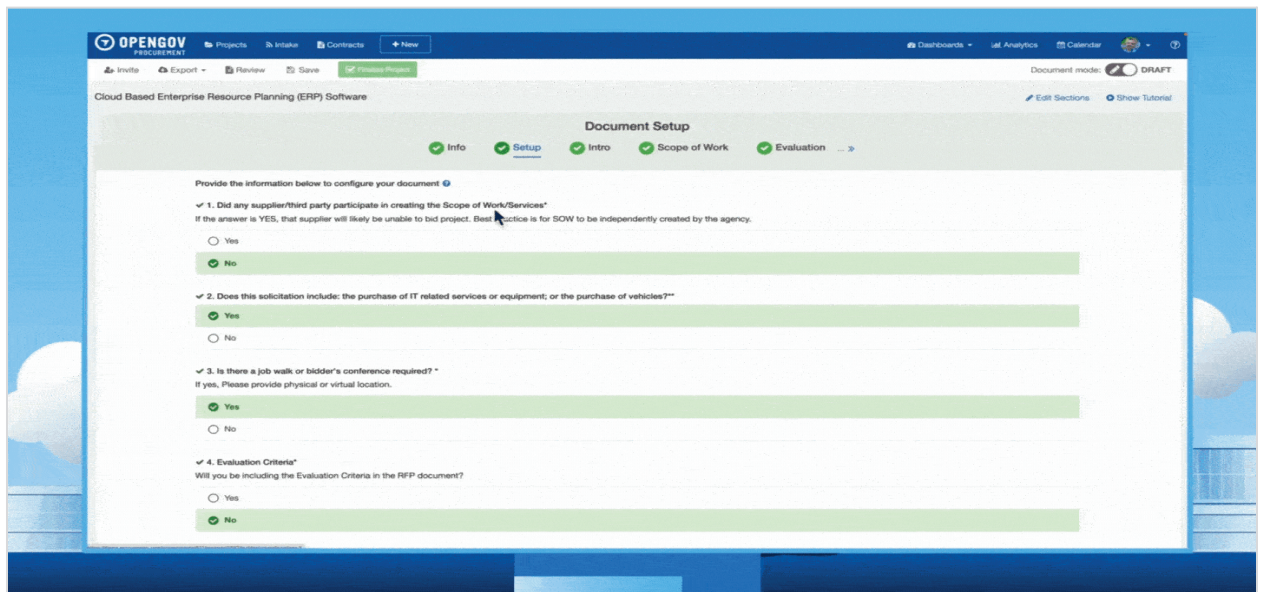 OPENGOV
PROCUREMENT
Projects Intake Contracts + New Dashboards Analytics Calendar
Invite Export Review Save Finalize Project Document mode: DRAFT
Cloud Based Enterprise Resource Planning (ERP) Software Edit Sections Show Tutorial
Document Setup
Info Setup Intro Scope of Work Evaluation ... »
Provide the information below to configure your document
1. Did any supplier/third party participate in creating the Scope of Work/Services*
If the answer is YES, that supplier will likely be unable to bid project. Best practice is for SOW to be independently created by the agency.
Yes
No
2. Does this solicitation include: the purchase of IT related services or equipment; or the purchase of vehicles?**
Yes
No
3. Is there a job walk or bidder's conference required? *
If yes, Please provide physical or virtual location.
Yes
No
4. Evaluation Criteria*
Will you be including the Evaluation Criteria in the RFP document?
Yes
No